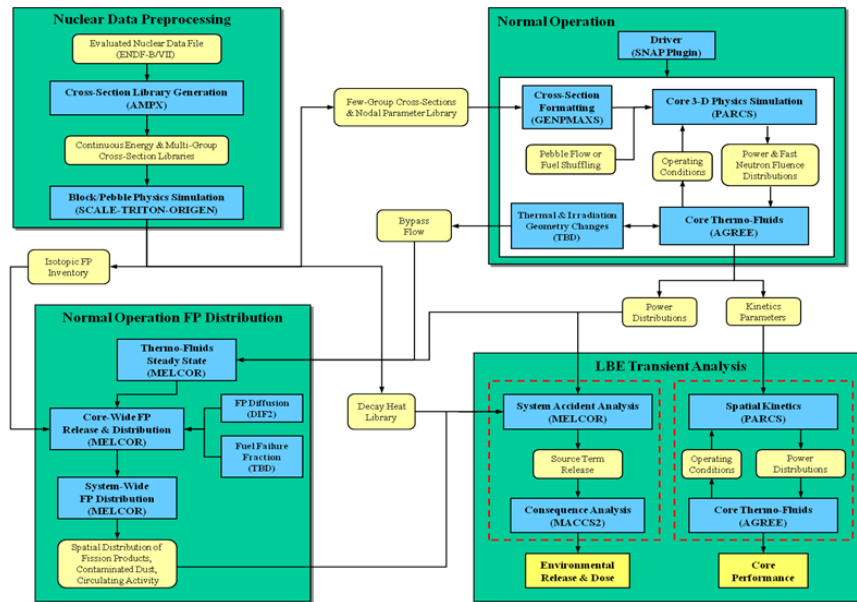 Nuclear Data Preprocessing
Evaluated Nuclear Data File
(ENDF-B/VII)
Cross-Section Library Generation
(AMPX)
Continuous Energy & Multi-Group
Cross-Section Libraries
Block/Pebble Physics Simulation
(SCALE-TRITON-ORIGEN)
Normal Operation
Driver
(SNAP Plugin)
Few-Group Cross-Sections
& Nodal Parameter Library
Cross-Section
Formatting
(GENPMAXS)
Core 3-D Physics Simulation
(PARCS)
Pebble Flow or
Fuel Shuffling
Operating
Conditions
Power & Fast
Neutron Fluence
Distributions
Bypass
Flow
Thermal & Irradiation
Geometry Changes
(TBD)
Core Thermo-Fluids
(AGREE)
Isotopic FP
Inventory
Power
Distributions
Kinetics
Parameters
Normal Operation FP Distribution
Thermo-Fluids
Steady State
(MELCOR)
Core-Wide FP
Release & Distribution
(MELCOR)
FP Diffusion
(DIF2)
Fuel Failure
Fraction
(TBD)
System-Wide
FP Distribution
(MELCOR)
Spatial Distribution of
Fission Products,
Contaminated Dust,
Circulating Activity
Decay Heat
Library
LBE Transient Analysis
System Accident Analysis
(MELCOR)
Source Term
Release
Consequence Analysis
(MACCS2)
Environmental
Release & Dose
Spatial Kinetics
(PARCS)
Operating
Conditions
Power
Distributions
Core Thermo-Fluids
(AGREE)
Core
Performance